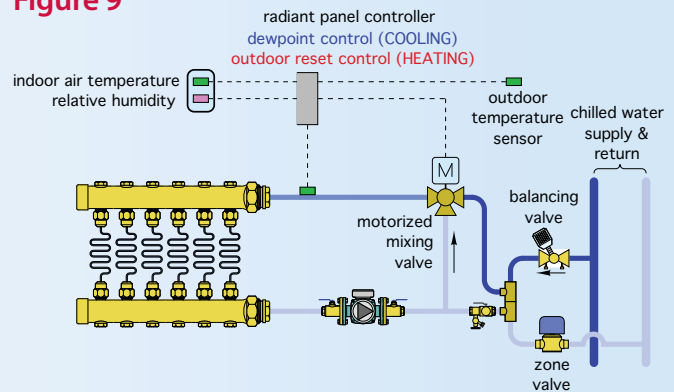 Figure 9
radiant panel controller
dewpoint control (COOLING)
outdoor reset control (HEATING)
indoor air temperature
relative humidity
outdoor
temperature
sensor
chilled water
supply &
return
M
motorized
mixing
valve
balancing
valve
zone
valve